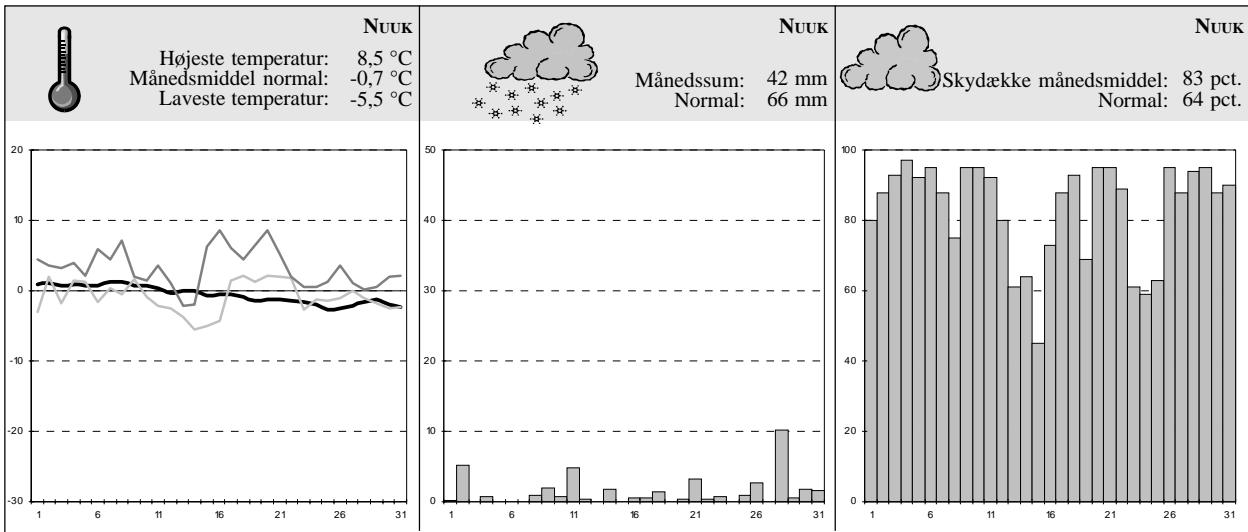 NUUK
Højeste temperatur: 8,5 °C
Månedsmiddel normal: -0,7 °C
Laveste temperatur: -5,5 °C
20
10
0
-10
-20
-30
1 6 11 16 21 26 31
NUUK
Månedssum: 42 mm
Normal: 66 mm
50
40
30
20
10
0
1 6 11 16 21 26 31
NUUK
Skydække månedsmiddel: 83 pct.
Normal: 64 pct.
100
80
60
40
20
0
1 6 11 16 21 26 31